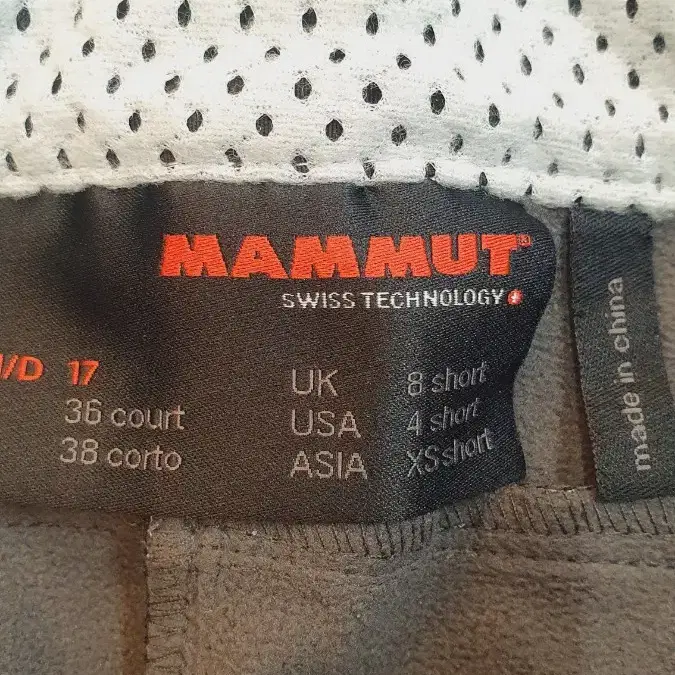 MAMMUT®
SWISS TECHNOLOGY
/D 17
36 court
38 corto
UK 8 short
USA 4 short
ASIA XS short
made in china